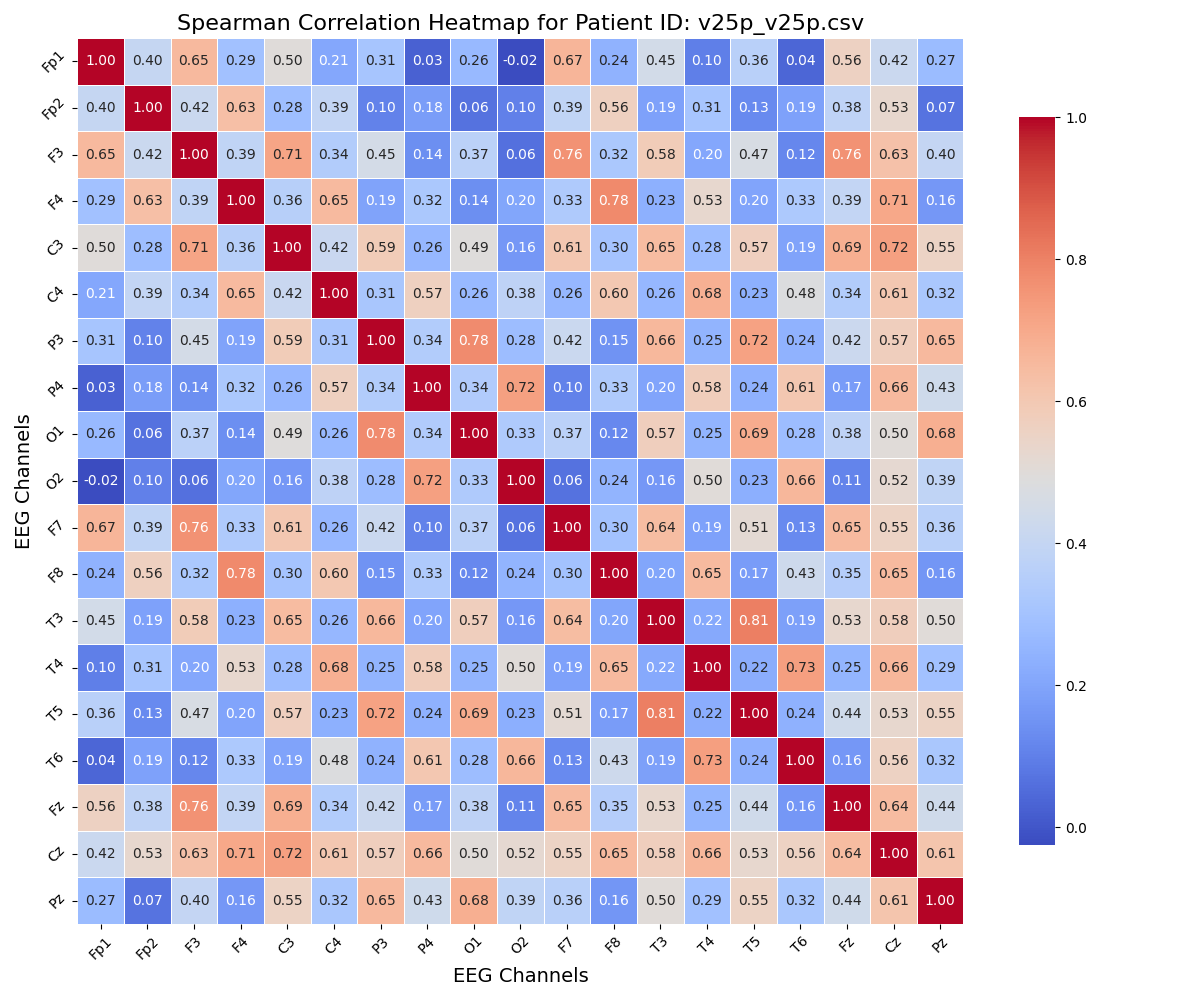 Spearman Correlation Heatmap for Patient ID: v25p_v25p.csv
Fp1 1.00 0.40 0.65 0.29 0.50 0.21 0.31 0.03 0.26 -0.02 0.67 0.24 0.45 0.10 0.36 0.04 0.56 0.42 0.27
Fp2 0.40 1.00 0.42 0.63 0.28 0.39 0.10 0.18 0.06 0.10 0.39 0.56 0.19 0.31 0.13 0.19 0.38 0.53 0.07
F3 0.65 0.42 1.00 0.39 0.71 0.34 0.45 0.14 0.37 0.06 0.76 0.32 0.58 0.20 0.47 0.12 0.76 0.63 0.40
F4 0.29 0.63 0.39 1.00 0.36 0.65 0.19 0.32 0.14 0.20 0.33 0.78 0.23 0.53 0.20 0.33 0.39 0.71 0.16
C3 0.50 0.28 0.71 0.36 1.00 0.42 0.59 0.26 0.49 0.16 0.61 0.30 0.65 0.28 0.57 0.19 0.69 0.72 0.55
C4 0.21 0.39 0.34 0.65 0.42 1.00 0.31 0.57 0.26 0.38 0.26 0.60 0.26 0.68 0.23 0.48 0.34 0.61 0.32
P3 0.31 0.10 0.45 0.19 0.59 0.31 1.00 0.34 0.78 0.28 0.42 0.15 0.66 0.25 0.72 0.24 0.42 0.57 0.65
P4 0.03 0.18 0.14 0.32 0.26 0.57 0.34 1.00 0.34 0.72 0.10 0.33 0.20 0.58 0.24 0.61 0.17 0.66 0.43
O1 0.26 0.06 0.37 0.14 0.49 0.26 0.78 0.34 1.00 0.33 0.37 0.12 0.57 0.25 0.69 0.28 0.38 0.50 0.68
O2 -0.02 0.10 0.06 0.20 0.16 0.38 0.28 0.72 0.33 1.00 0.06 0.24 0.16 0.50 0.23 0.66 0.11 0.52 0.39
F7 0.67 0.39 0.76 0.33 0.61 0.26 0.42 0.10 0.37 0.06 1.00 0.30 0.64 0.19 0.51 0.13 0.65 0.55 0.36
F8 0.24 0.56 0.32 0.78 0.30 0.60 0.15 0.33 0.12 0.24 0.30 1.00 0.20 0.65 0.17 0.43 0.35 0.65 0.16
T3 0.45 0.19 0.58 0.23 0.65 0.26 0.66 0.20 0.57 0.16 0.64 0.20 1.00 0.22 0.81 0.19 0.53 0.58 0.50
T4 0.10 0.31 0.20 0.53 0.28 0.68 0.25 0.58 0.25 0.50 0.19 0.65 0.22 1.00 0.22 0.73 0.25 0.66 0.29
T5 0.36 0.13 0.47 0.20 0.57 0.23 0.72 0.24 0.69 0.23 0.51 0.17 0.81 0.22 1.00 0.24 0.44 0.53 0.55
T6 0.04 0.19 0.12 0.33 0.19 0.48 0.24 0.61 0.28 0.66 0.13 0.43 0.19 0.73 0.24 1.00 0.16 0.56 0.32
Fz 0.56 0.38 0.76 0.39 0.69 0.34 0.42 0.17 0.38 0.11 0.65 0.35 0.53 0.25 0.44 0.16 1.00 0.64 0.44
Cz 0.42 0.53 0.63 0.71 0.72 0.61 0.57 0.66 0.50 0.52 0.55 0.65 0.58 0.66 0.53 0.56 0.64 1.00 0.61
Pz 0.27 0.07 0.40 0.16 0.55 0.32 0.65 0.43 0.68 0.39 0.36 0.16 0.50 0.29 0.55 0.32 0.44 0.61 1.00
Fp1 Fp2 F3 F4 C3 C4 P3 P4 O1 O2 F7 F8 T3 T4 T5 T6 Fz Cz Pz
EEG Channels
EEG Channels
1.0
0.8
0.6
0.4
0.2
0.0